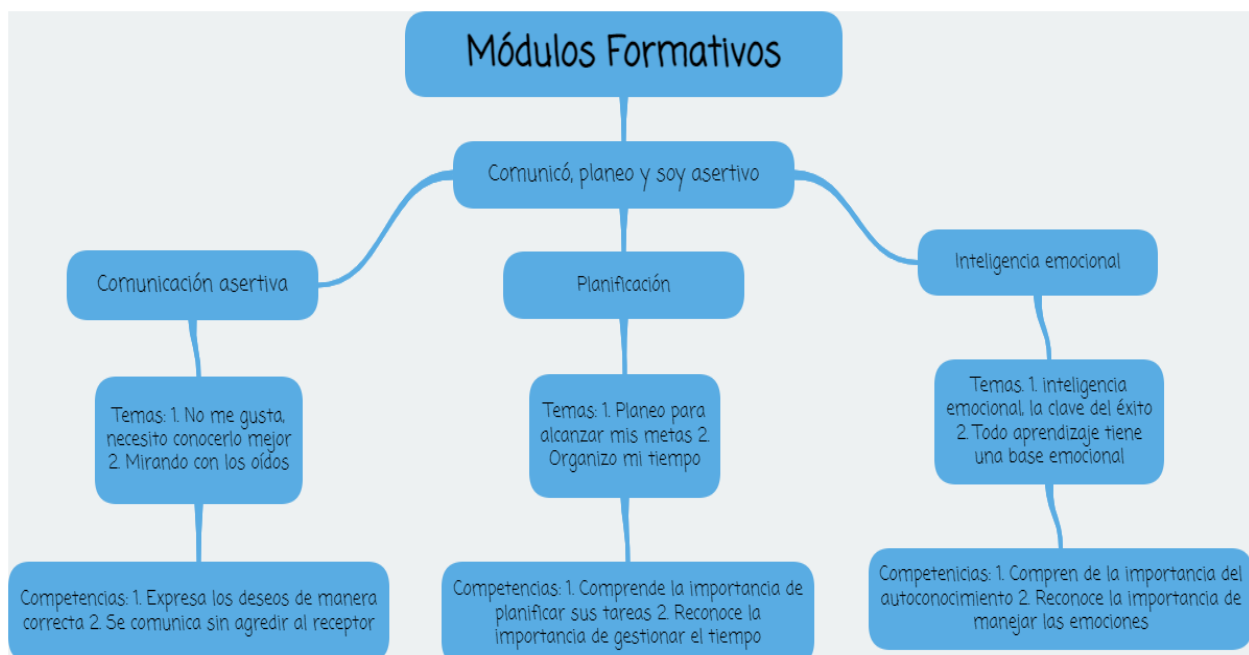 Módulos Formativos
Comunicó, planeo y soy asertivo
Comunicación asertiva
Planificación
Inteligencia emocional
Temas: 1. No me gusta,
necesito conocerlo mejor
2. Mirando con los oídos
Temas: 1. Planeo para
alcanzar mis metas 2.
Organizo mi tiempo
Temas. 1. inteligencia
emocional, la clave del éxito
2. Todo aprendizaje tiene
una base emocional
Competencias: 1. Expresa los deseos de manera
correcta 2. Se comunica sin agredir al receptor
Competencias: 1. Comprende la importancia de
planificar sus tareas 2. Reconoce la
importancia de gestionar el tiempo
Competenicias: 1. Compren de la importancia del
autoconocimiento 2. Reconoce la importancia de
manejar las emociones